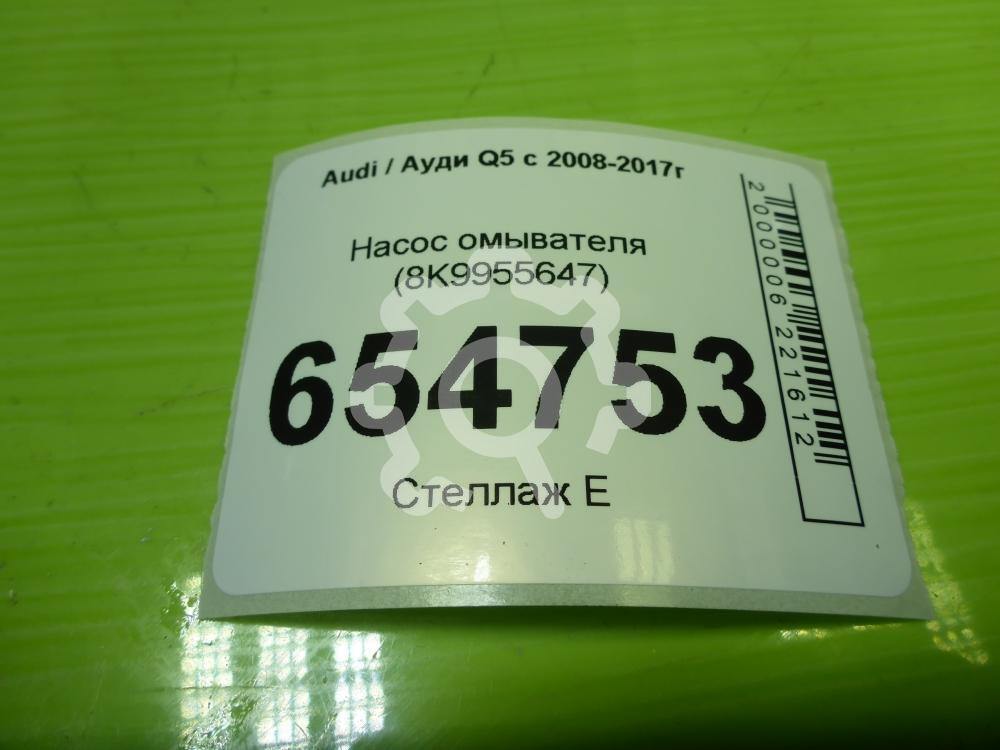 Audi / Ауди Q5 с 2008-2017г
Насос омывателя
(8K9955647)
654753
Стеллаж Е
2000006221612